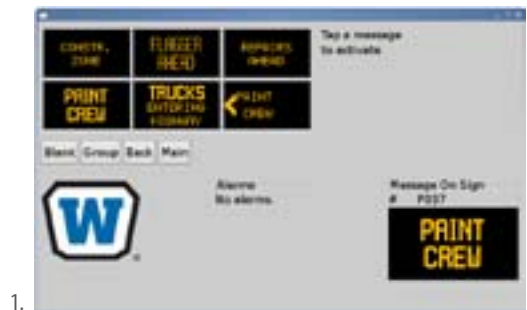 CONSTR.
ZONE
FLAGGER
AHEAD
REPAIRS
AHEAD
Tap a message
to activate
PAINT
CREW
TRUCKS
ENTERING
HIGHWAY
PAINT
CREW
Blank Group Back Main
Alarms
No alarms.
Message On Sign
# P037
W
PAINT
CREW
1.